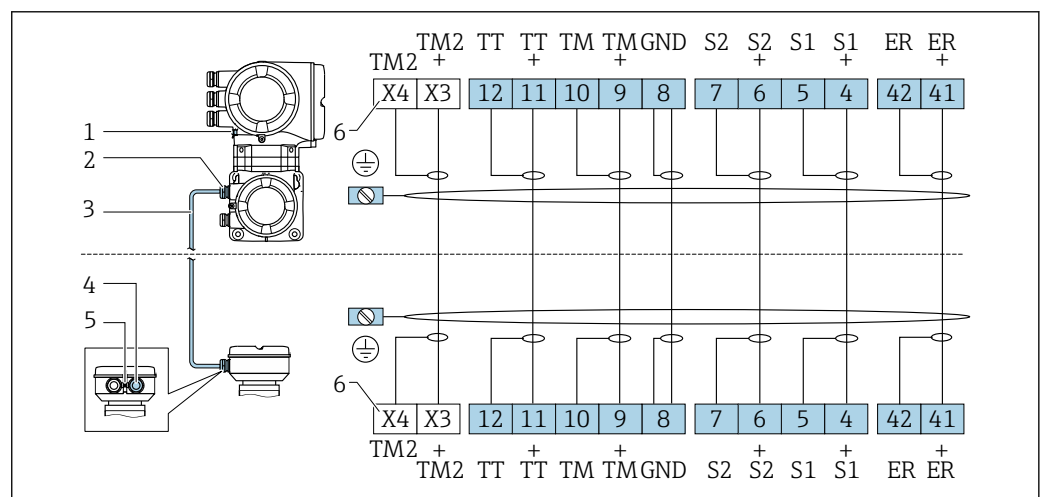 TM2 TT TT TM TM GND S2 S2 S1 S1 ER ER
TM2 + + + + + +
X4 X3 12 11 10 9 8 7 6 5 4 42 41
6
1
2
3
4
5
6
X4 X3 12 11 10 9 8 7 6 5 4 42 41
TM2 + + + + + +
TM2 TT TT TM TM GND S2 S2 S1 S1 ER ER